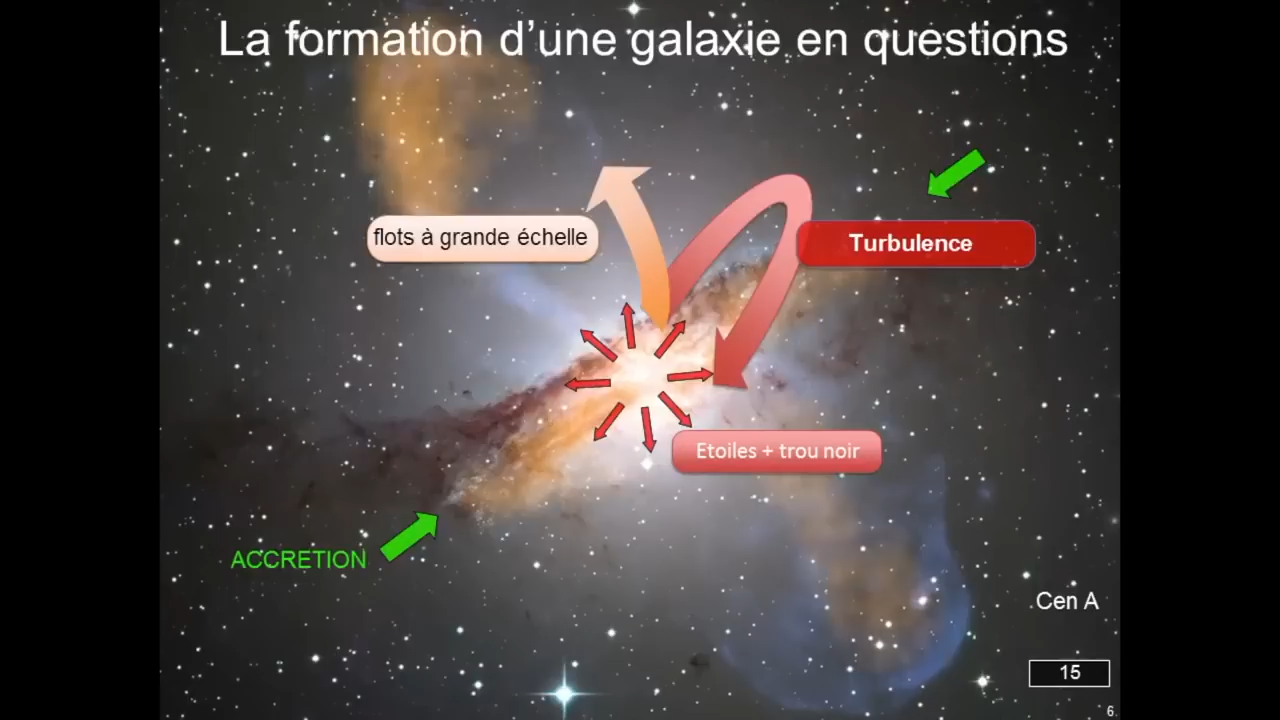 La formation d'une galaxie en questions
flots à grande échelle
Turbulence
Etoiles + trou noir
ACCRETION
Cen A
15
6